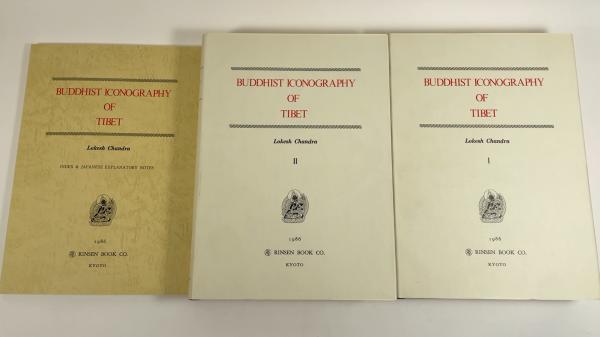 BUDDHIST ICONOGRAPHY
OF
TIBET
Lokesh Chandra
INDEX & JAPANESE EXPLANATORY NOTES
1986
RINSEN BOOK CO.
KYOTO
BUDDHIST ICONOGRAPHY
OF
TIBET
Lokesh Chandra
II
1986
RINSEN BOOK CO.
KYOTO
BUDDHIST ICONOGRAPHY
OF
TIBET
Lokesh Chandra
I
1986
RINSEN BOOK CO.
KYOTO